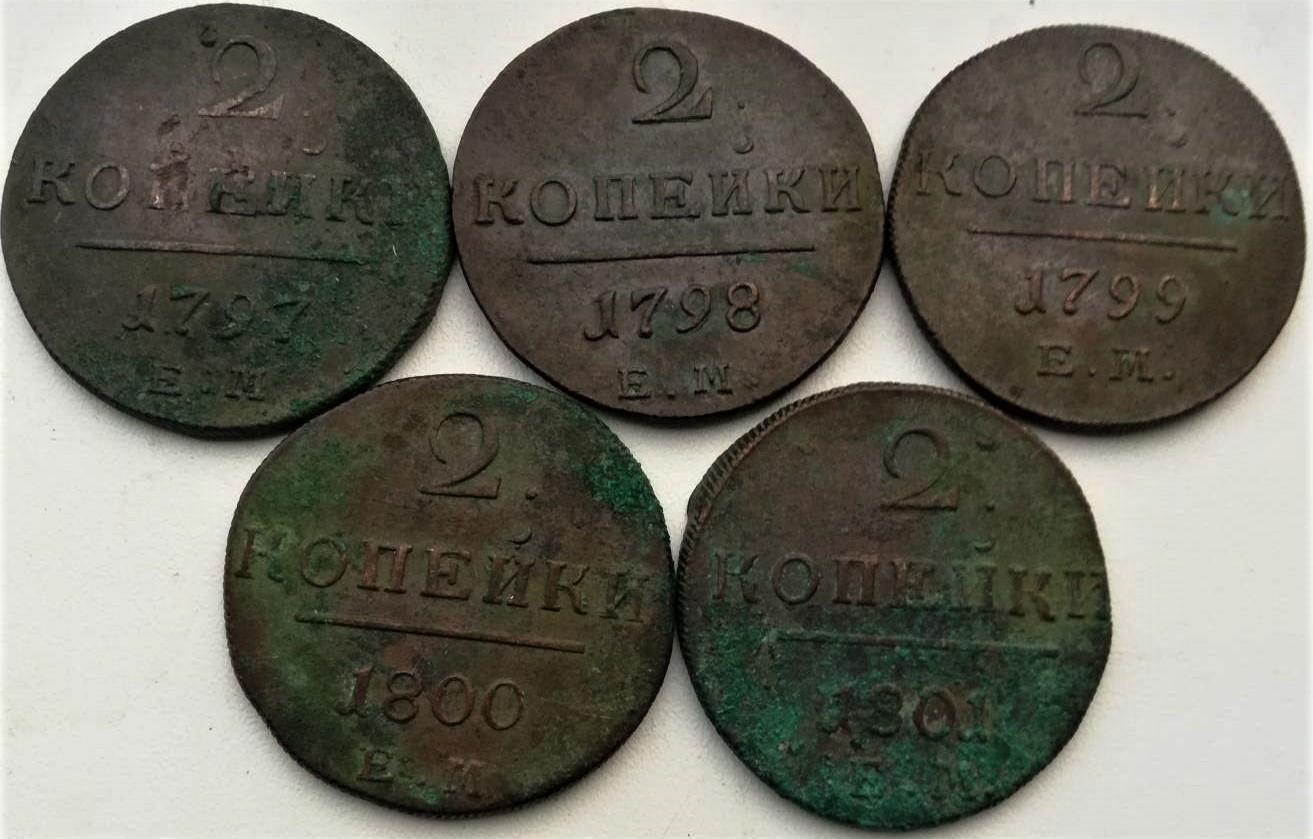 2.
КОПЕЙКИ
1797
Е.М
2.
КОПЕЙКИ
1798
Е.М.
2.
КОПЕЙКИ
1799
Е.М.
2.
КОПЕЙКИ
1800
Е.М
2.
КОПЕЙКИ
1801
Е.М.